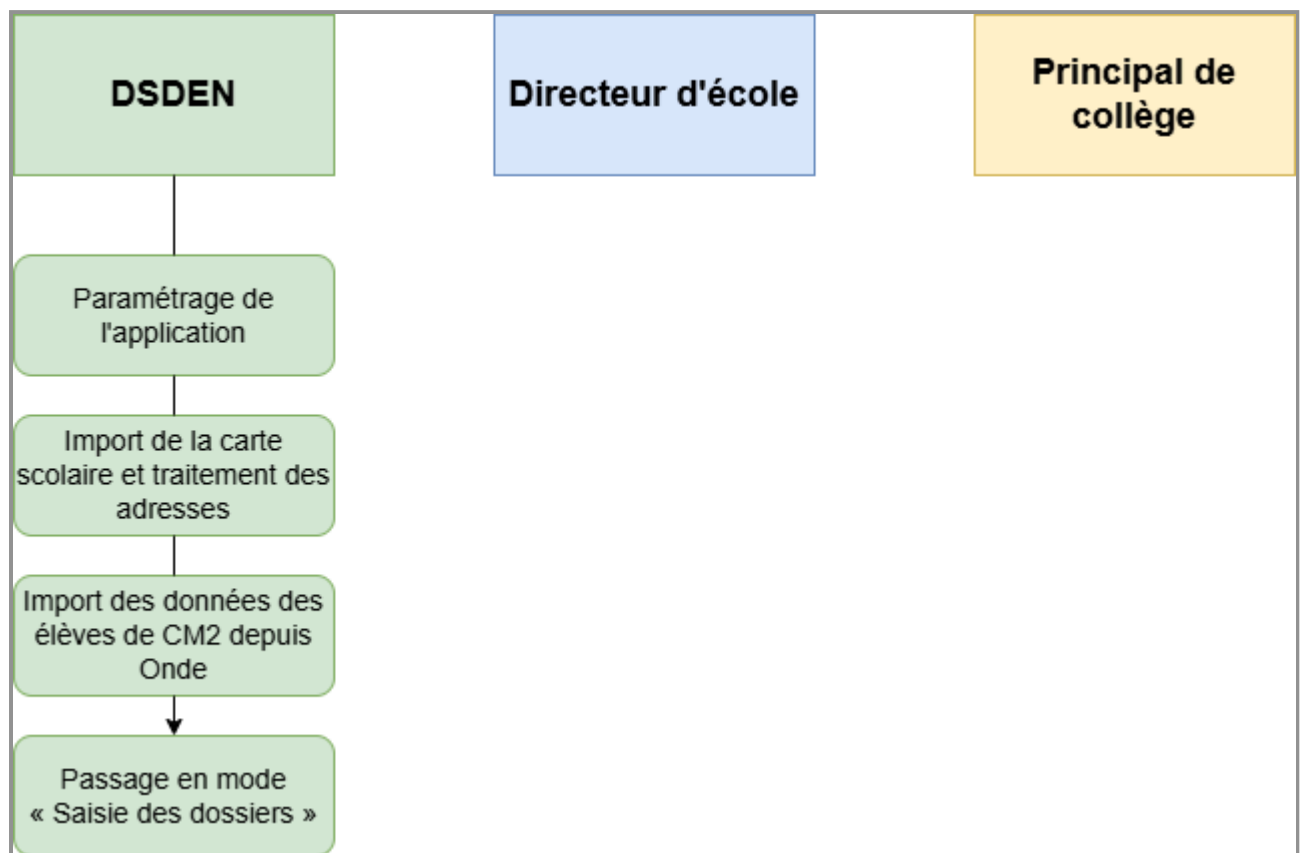 DSDEN
Directeur d'école
Principal de
collège
Paramétrage de
l'application
Import de la carte
scolaire et traitement des
adresses
Import des données des
élèves de CM2 depuis
Onde
Passage en mode
« Saisie des dossiers »